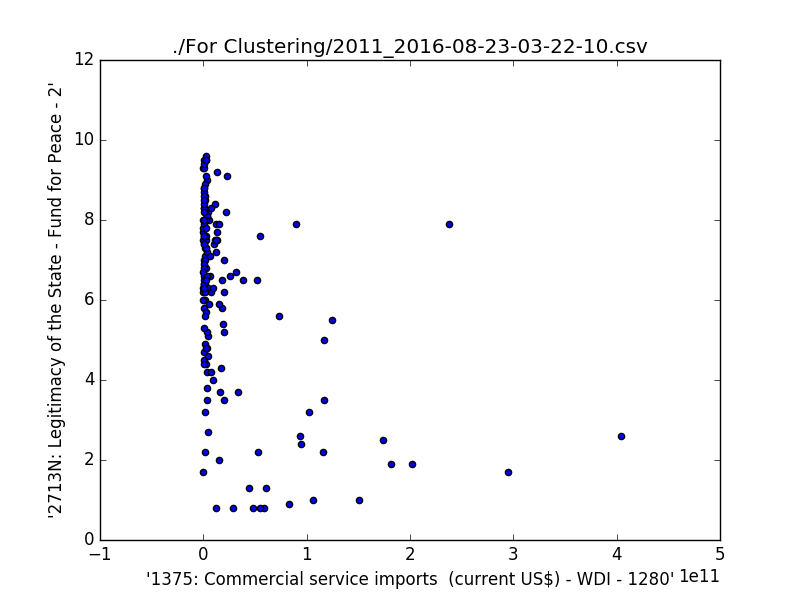 ./For Clustering/2011_2016-08-23-03-22-10.csv
12
10
8
6
4
2
0
'2713N: Legitimacy of the State - Fund for Peace - 2'
−1 0 1 2 3 4 5
1e11
'1375: Commercial service imports  (current US$) - WDI - 1280'